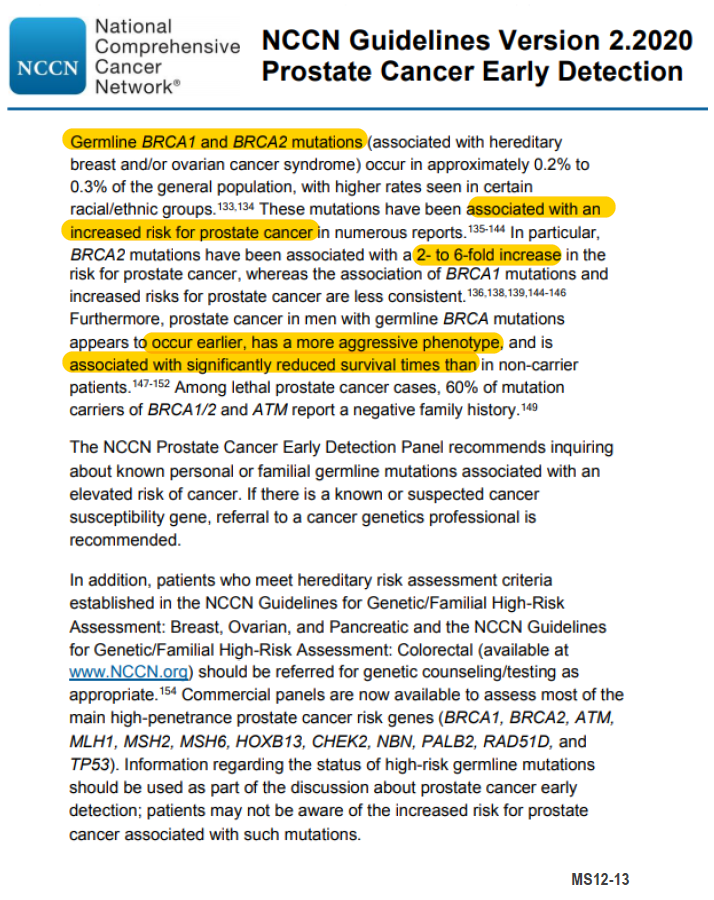 NCCN
National
Comprehensive
Cancer
Network®
NCCN Guidelines Version 2.2020
Prostate Cancer Early Detection
Germline BRCA1 and BRCA2 mutations (associated with hereditary
breast and/or ovarian cancer syndrome) occur in approximately 0.2% to
0.3% of the general population, with higher rates seen in certain
racial/ethnic groups.133,134 These mutations have been associated with an
increased risk for prostate cancer in numerous reports.135-144 In particular,
BRCA2 mutations have been associated with a 2- to 6-fold increase in the
risk for prostate cancer, whereas the association of BRCA1 mutations and
increased risks for prostate cancer are less consistent.136,138,139,144-146
Furthermore, prostate cancer in men with germline BRCA mutations
appears to occur earlier, has a more aggressive phenotype, and is
associated with significantly reduced survival times than in non-carrier
patients.147-152 Among lethal prostate cancer cases, 60% of mutation
carriers of BRCA1/2 and ATM report a negative family history.149
The NCCN Prostate Cancer Early Detection Panel recommends inquiring
about known personal or familial germline mutations associated with an
elevated risk of cancer. If there is a known or suspected cancer
susceptibility gene, referral to a cancer genetics professional is
recommended.
In addition, patients who meet hereditary risk assessment criteria
established in the NCCN Guidelines for Genetic/Familial High-Risk
Assessment: Breast, Ovarian, and Pancreatic and the NCCN Guidelines
for Genetic/Familial High-Risk Assessment: Colorectal (available at
www.NCCN.org) should be referred for genetic counseling/testing as
appropriate.154 Commercial panels are now available to assess most of the
main high-penetrance prostate cancer risk genes (BRCA1, BRCA2, ATM,
MLH1, MSH2, MSH6, HOXB13, CHEK2, NBN, PALB2, RAD51D, and
TP53). Information regarding the status of high-risk germline mutations
should be used as part of the discussion about prostate cancer early
detection; patients may not be aware of the increased risk for prostate
cancer associated with such mutations.
MS12-13